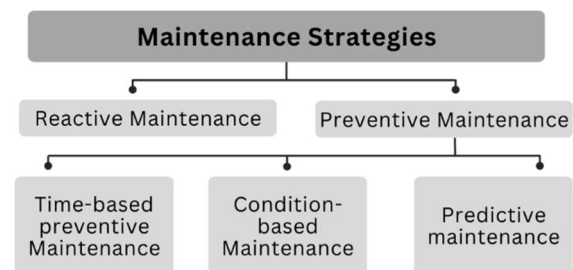 Maintenance Strategies
Reactive Maintenance
Preventive Maintenance
Time-based
preventive
Maintenance
Condition-
based
Maintenance
Predictive
maintenance